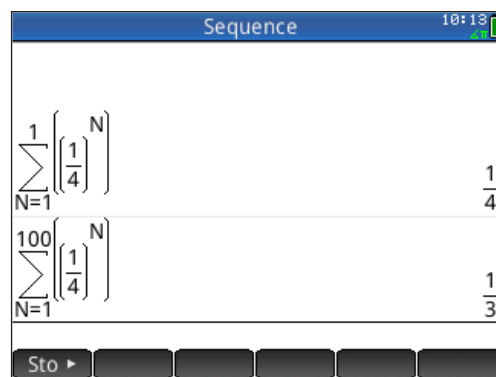 Sequence
10:13
∡π
1
∑ ((1/4)^N)
N=1
1/4
100
∑ ((1/4)^N)
N=1
1/3
Sto ►